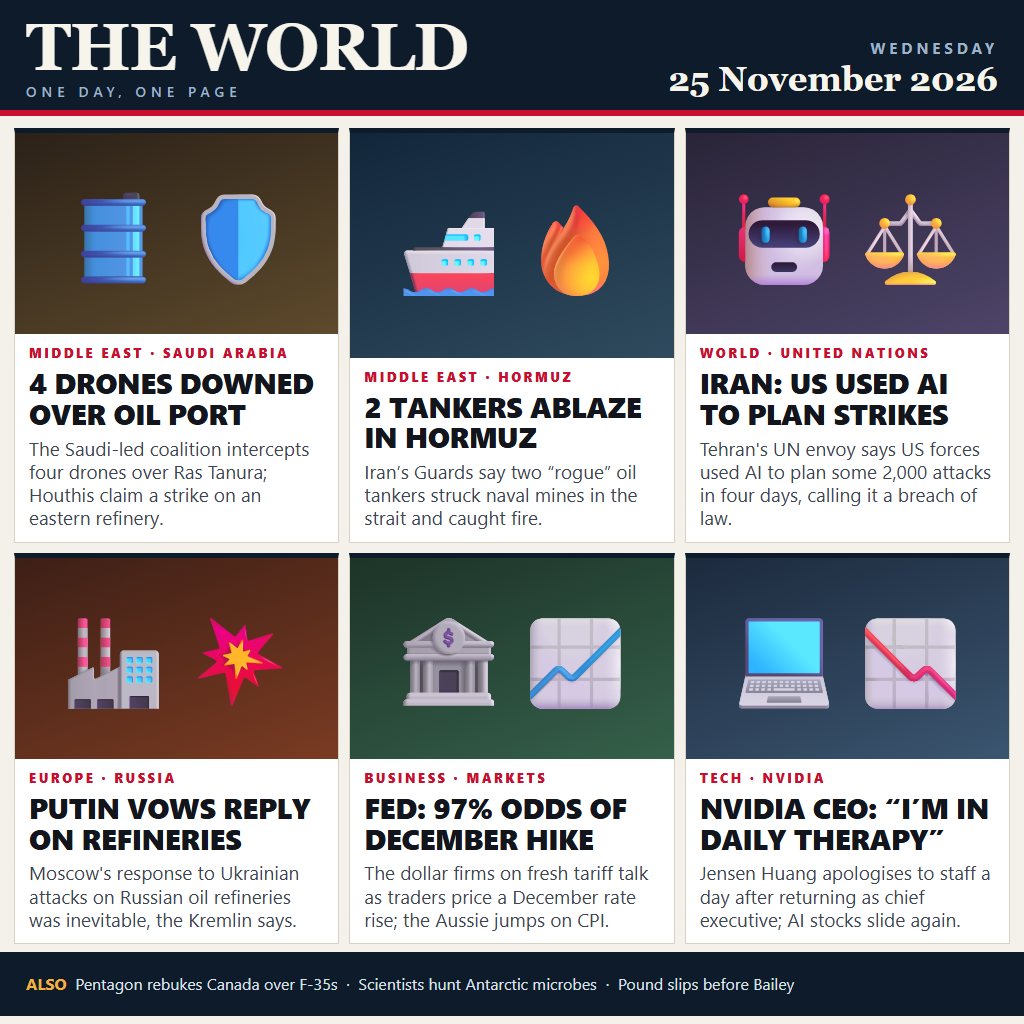 THE WORLD
ONE DAY, ONE PAGE
WEDNESDAY
25 November 2026
MIDDLE EAST · SAUDI ARABIA
4 DRONES DOWNED
OVER OIL PORT
The Saudi-led coalition intercepts
four drones over Ras Tanura;
Houthis claim a strike on an
eastern refinery.
MIDDLE EAST · HORMUZ
2 TANKERS ABLAZE
IN HORMUZ
Iran’s Guards say two “rogue” oil
tankers struck naval mines in the
strait and caught fire.
WORLD · UNITED NATIONS
IRAN: US USED AI
TO PLAN STRIKES
Tehran's UN envoy says US forces
used AI to plan some 2,000 attacks
in four days, calling it a breach of
law.
EUROPE · RUSSIA
PUTIN VOWS REPLY
ON REFINERIES
Moscow's response to Ukrainian
attacks on Russian oil refineries
was inevitable, the Kremlin says.
$
BUSINESS · MARKETS
FED: 97% ODDS OF
DECEMBER HIKE
The dollar firms on fresh tariff talk
as traders price a December rate
rise; the Aussie jumps on CPI.
TECH · NVIDIA
NVIDIA CEO: “I’M IN
DAILY THERAPY”
Jensen Huang apologises to staff a
day after returning as chief
executive; AI stocks slide again.
ALSO Pentagon rebukes Canada over F-35s · Scientists hunt Antarctic microbes · Pound slips before Bailey